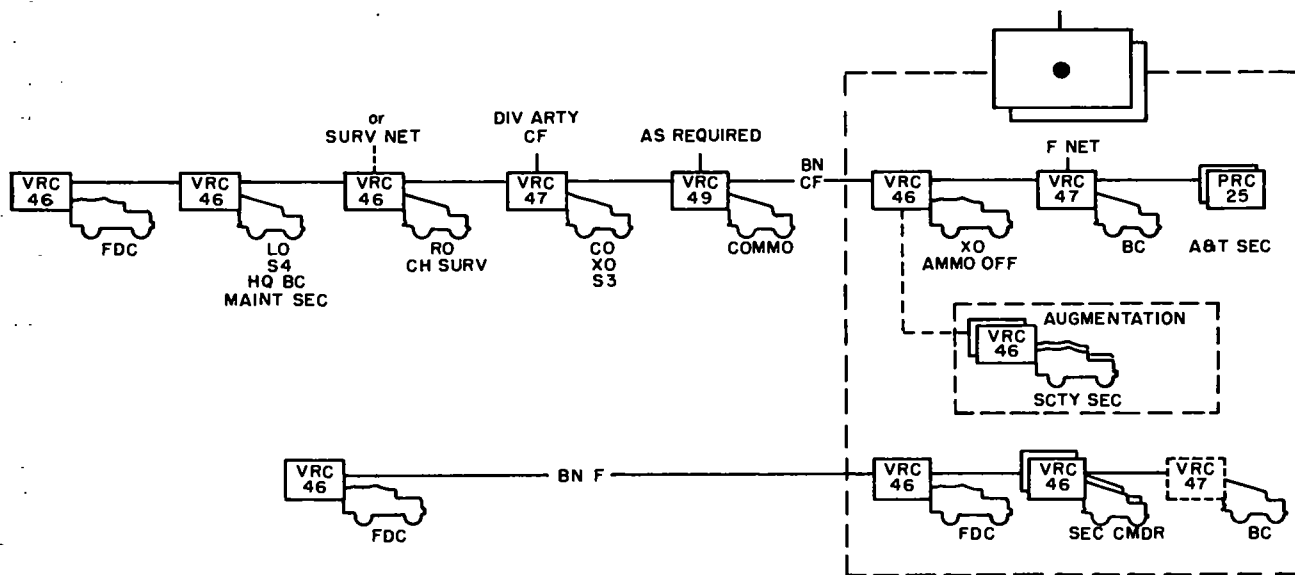 or
SURV NET
DIV ARTY
CF
AS REQUIRED
BN
CF
F NET
VRC
46
VRC
46
VRC
46
VRC
47
VRC
49
VRC
46
VRC
47
PRC
25
FDC
LO
S4
HQ BC
MAINT SEC
RO
CH SURV
CO
XO
S3
COMMO
XO
AMMO OFF
BC
A&T SEC
AUGMENTATION
VRC
46
SCTY SEC
VRC
46
BN F
VRC
46
VRC
46
VRC
47
FDC
FDC
SEC CMDR
BC